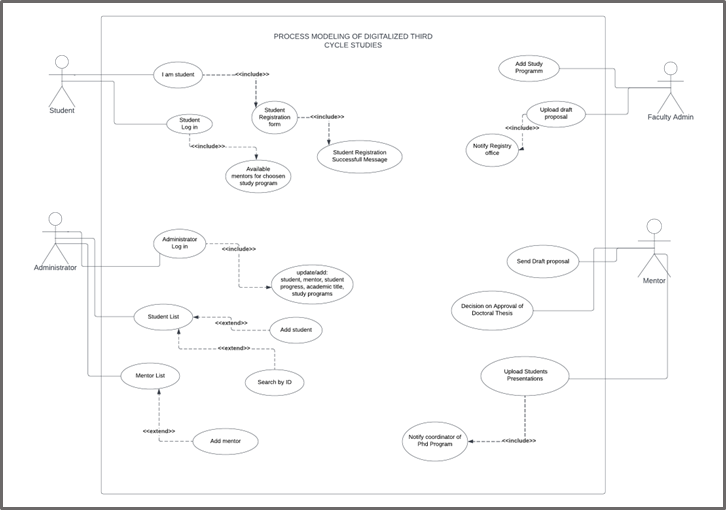 PROCESS MODELING OF DIGITALIZED THIRD
CYCLE STUDIES
Student
I am student
<<include>>
Student
Registration
form
<<include>>
Student Registration
Successfull Message
Student
Log in
<<include>>
Available
mentors for choosen
study program
Add Study
Programm
Upload draft
proposal
<<include>>
Notify Registry
office
Faculty Admin
Administrator
Administrator
Log in
<<include>>
update/add:
student, mentor, student
progress, academic title,
study programs
Student List
<<extend>>
Add student
<<extend>>
Search by ID
Mentor List
<<extend>>
Add mentor
Mentor
Send Draft proposal
Decision on Approval of
Doctoral Thesis
Upload Students
Presentations
<<include>>
Notify coordinator of
Phd Program